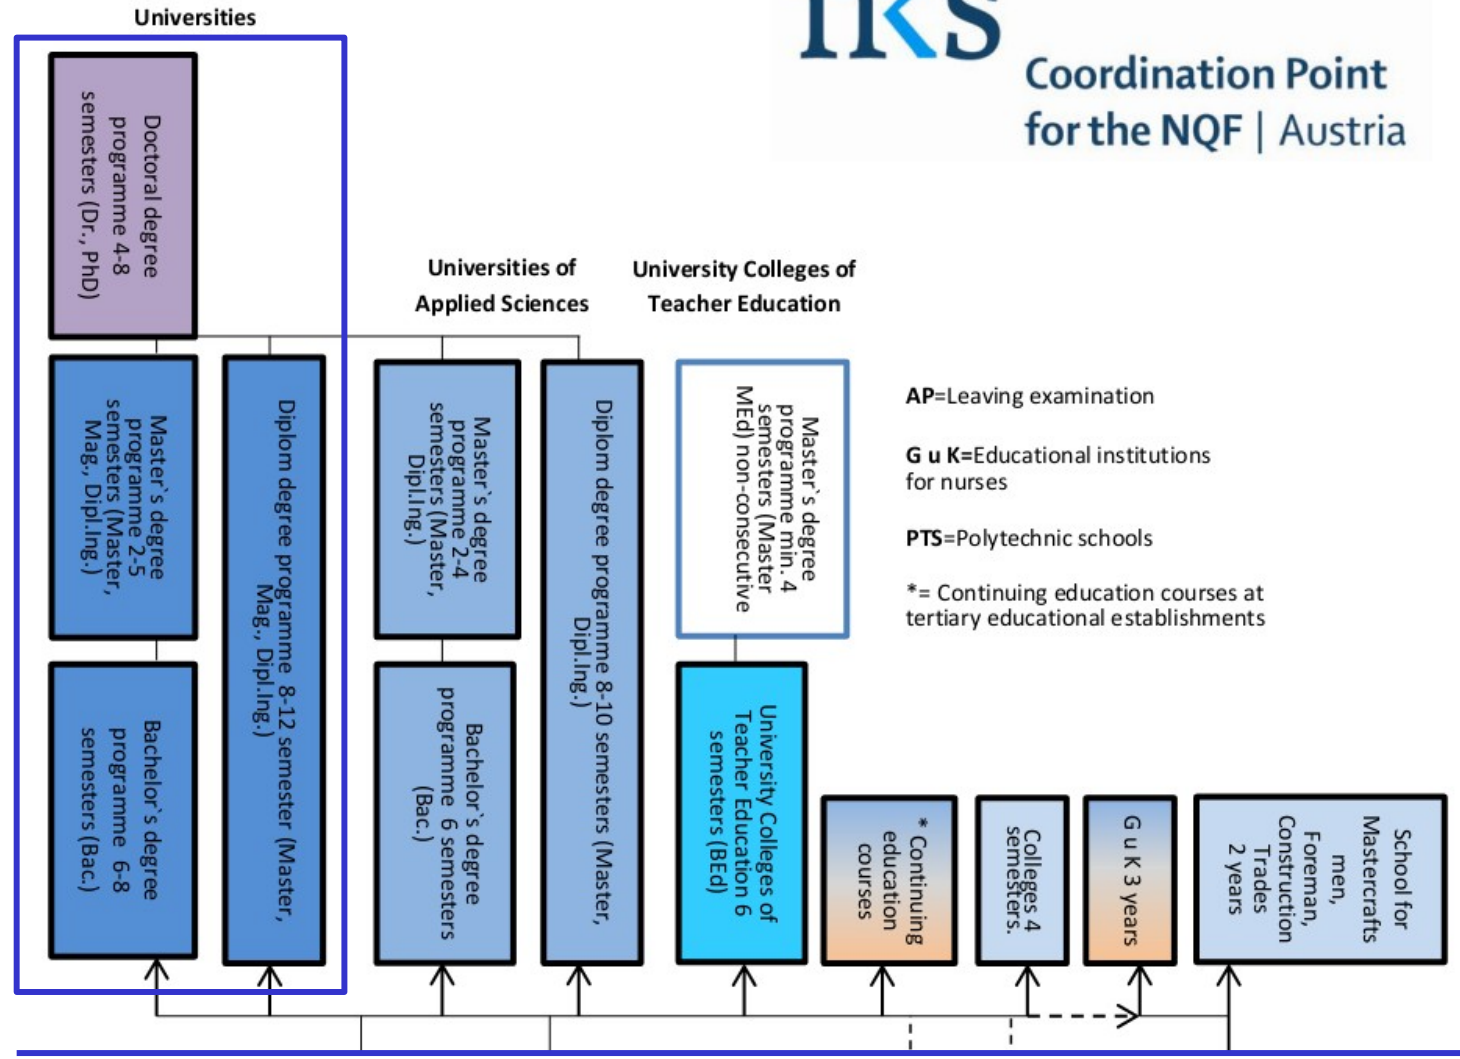 Universities
IKS
Coordination Point
for the NQF | Austria
Doctoral degree
programme 4-8
semesters (Dr., PhD)
Universities of
Applied Sciences
University Colleges of
Teacher Education
Master`s degree
programme 2-5
semesters (Master,
Mag., Dipl.Ing.)
Diplom degree programme 8-12 semester (Master,
Mag., Dipl.Ing.)
Master`s degree
programme 2-4
semesters (Master,
Dipl.Ing.)
Diplom degree programme 8-10 semesters (Master,
Dipl.Ing.)
Master`s degree
programme min. 4
semesters (Master
MEd) non-consecutive
AP=Leaving examination
G u K=Educational institutions
for nurses
PTS=Polytechnic schools
*= Continuing education courses at
tertiary educational establishments
Bachelor`s degree
programme 6-8
semesters (Bac.)
Bachelor`s degree
programme 6 semesters
(Bac.)
University Colleges of
Teacher Education 6
semesters (BEd)
* Continuing
education
courses
Colleges 4
semesters.
G u K 3 years
School for
Mastercrafts
men,
Foreman,
Construction
Trades
2 years